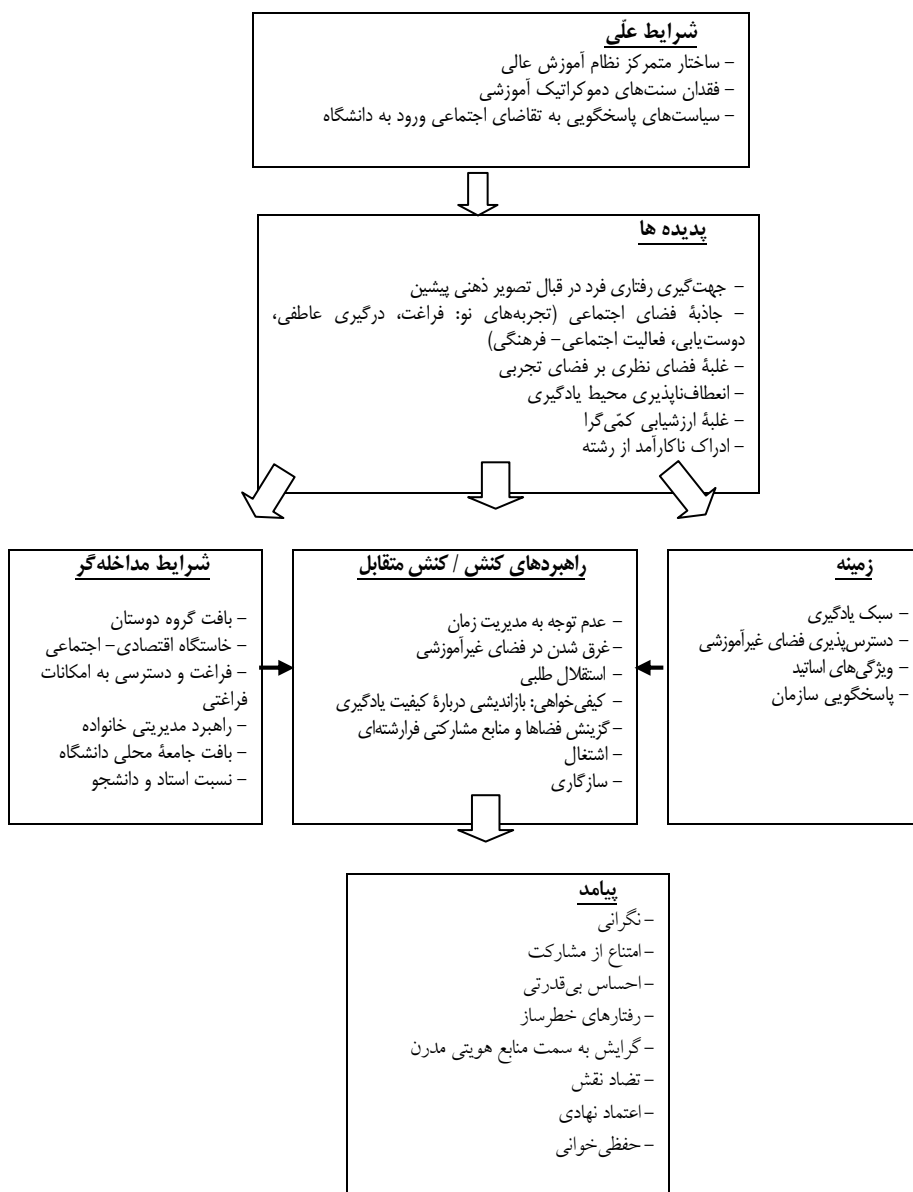 شرایط علّی
– ساختار متمرکز نظام آموزش عالی
– فقدان سنت‌های دموکراتیک آموزشی
– سیاست‌های پاسخگویی به تقاضای اجتماعی ورود به دانشگاه
پدیده ها
– جهت‌گیری رفتاری فرد در قبال تصویر ذهنی پیشین
– جاذبۀ فضای اجتماعی (تجربه‌های نو: فراغت، درگیری عاطفی،
دوست‌یابی، فعالیت اجتماعی– فرهنگی)
– غلبۀ فضای نظری بر فضای تجربی
– انعطاف‌ناپذیری محیط یادگیری
– غلبۀ ارزشیابی کمّی‌گرا
– ادراک ناکارآمد از رشته
زمینه
– سبک یادگیری
– دسترس‌پذیری فضای غیرآموزشی
– ویژگی‌های اساتید
– پاسخگویی سازمان
راهبردهای کنش / کنش متقابل
– عدم توجه به مدیریت زمان
– غرق شدن در فضای غیرآموزشی
– استقلال طلبی
– کیفی‌خواهی: بازاندیشی دربارۀ کیفیت یادگیری
–گزینش فضاها و منابع مشارکتی فرارشته‌ای
– اشتغال
– سازگاری
شرایط مداخله‌گر
– بافت گروه دوستان
– خاستگاه اقتصادی– اجتماعی
– فراغت و دسترسی به امکانات
فراغتی
– راهبرد مدیریتی خانواده
– بافت جامعۀ محلی دانشگاه
– نسبت استاد و دانشجو
پیامد
–نگرانی
–امتناع از مشارکت
–احساس بی‌قدرتی
–رفتارهای خطرساز
–گرایش به سمت منابع هویتی مدرن
–تضاد نقش
–اعتماد نهادی
–حفظی‌خوانی